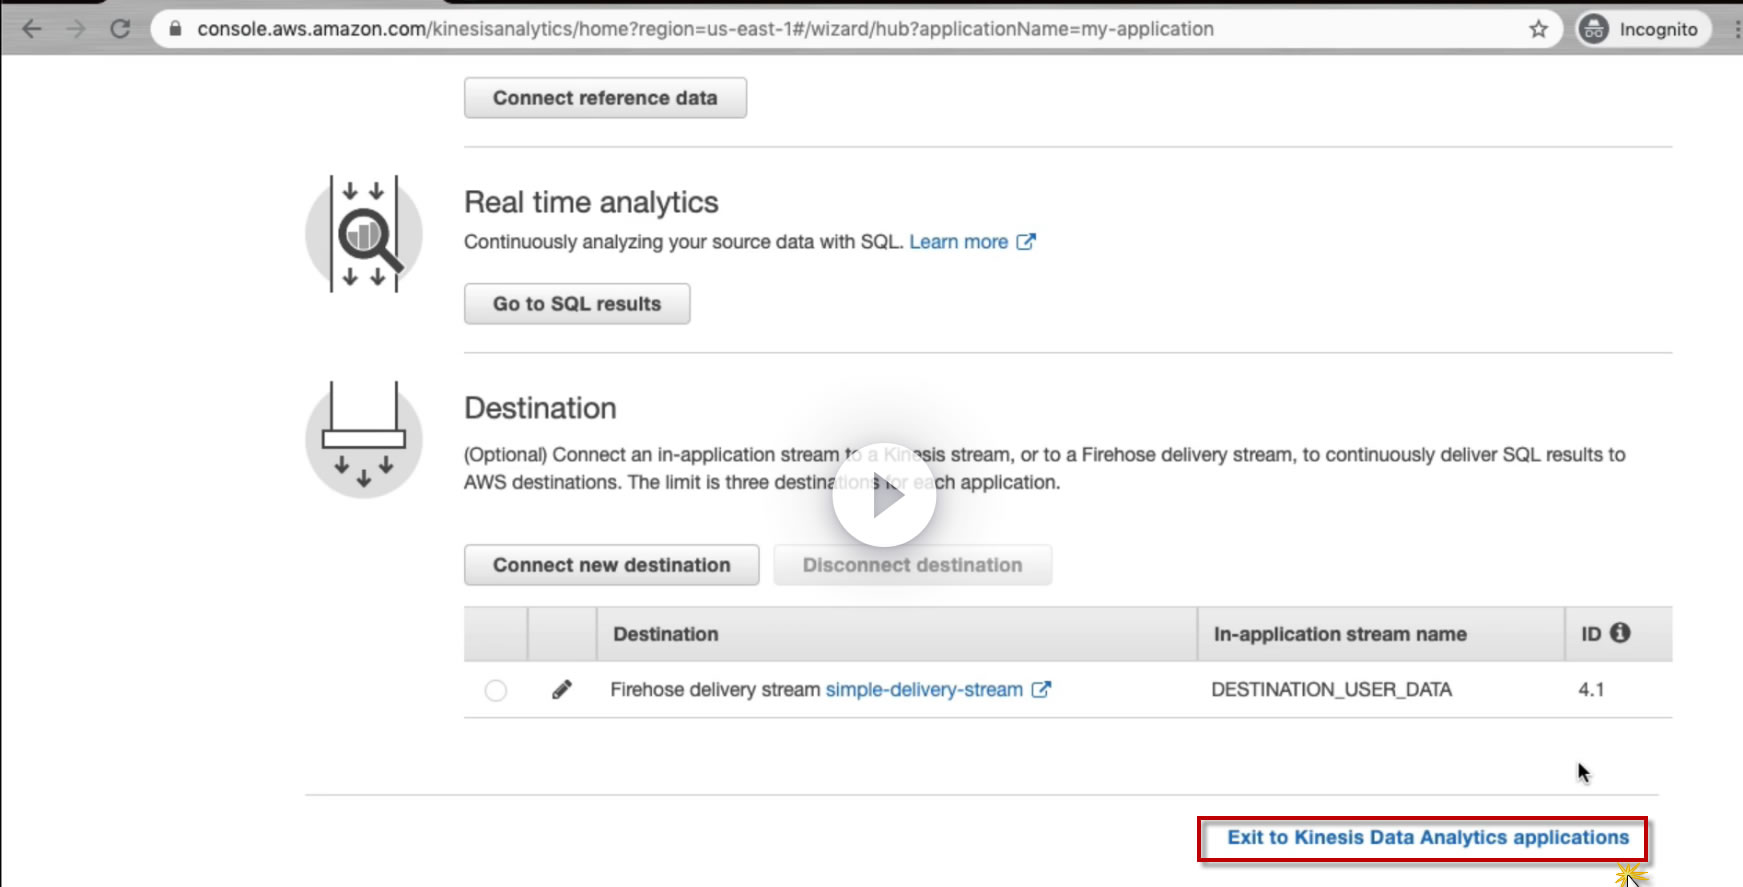 console.aws.amazon.com/kinesisanalytics/home?region=us-east-1#/wizard/hub?applicationName=my-application
Incognito
Connect reference data
Real time analytics
Continuously analyzing your source data with SQL. Learn more
Go to SQL results
Destination
(Optional) Connect an in-application stream to a Kinesis stream, or to a Firehose delivery stream, to continuously deliver SQL results to
AWS destinations. The limit is three destinations for each application.
Connect new destination
Disconnect destination
Destination
In-application stream name
ID
Firehose delivery stream simple-delivery-stream
DESTINATION_USER_DATA
4.1
Exit to Kinesis Data Analytics applications